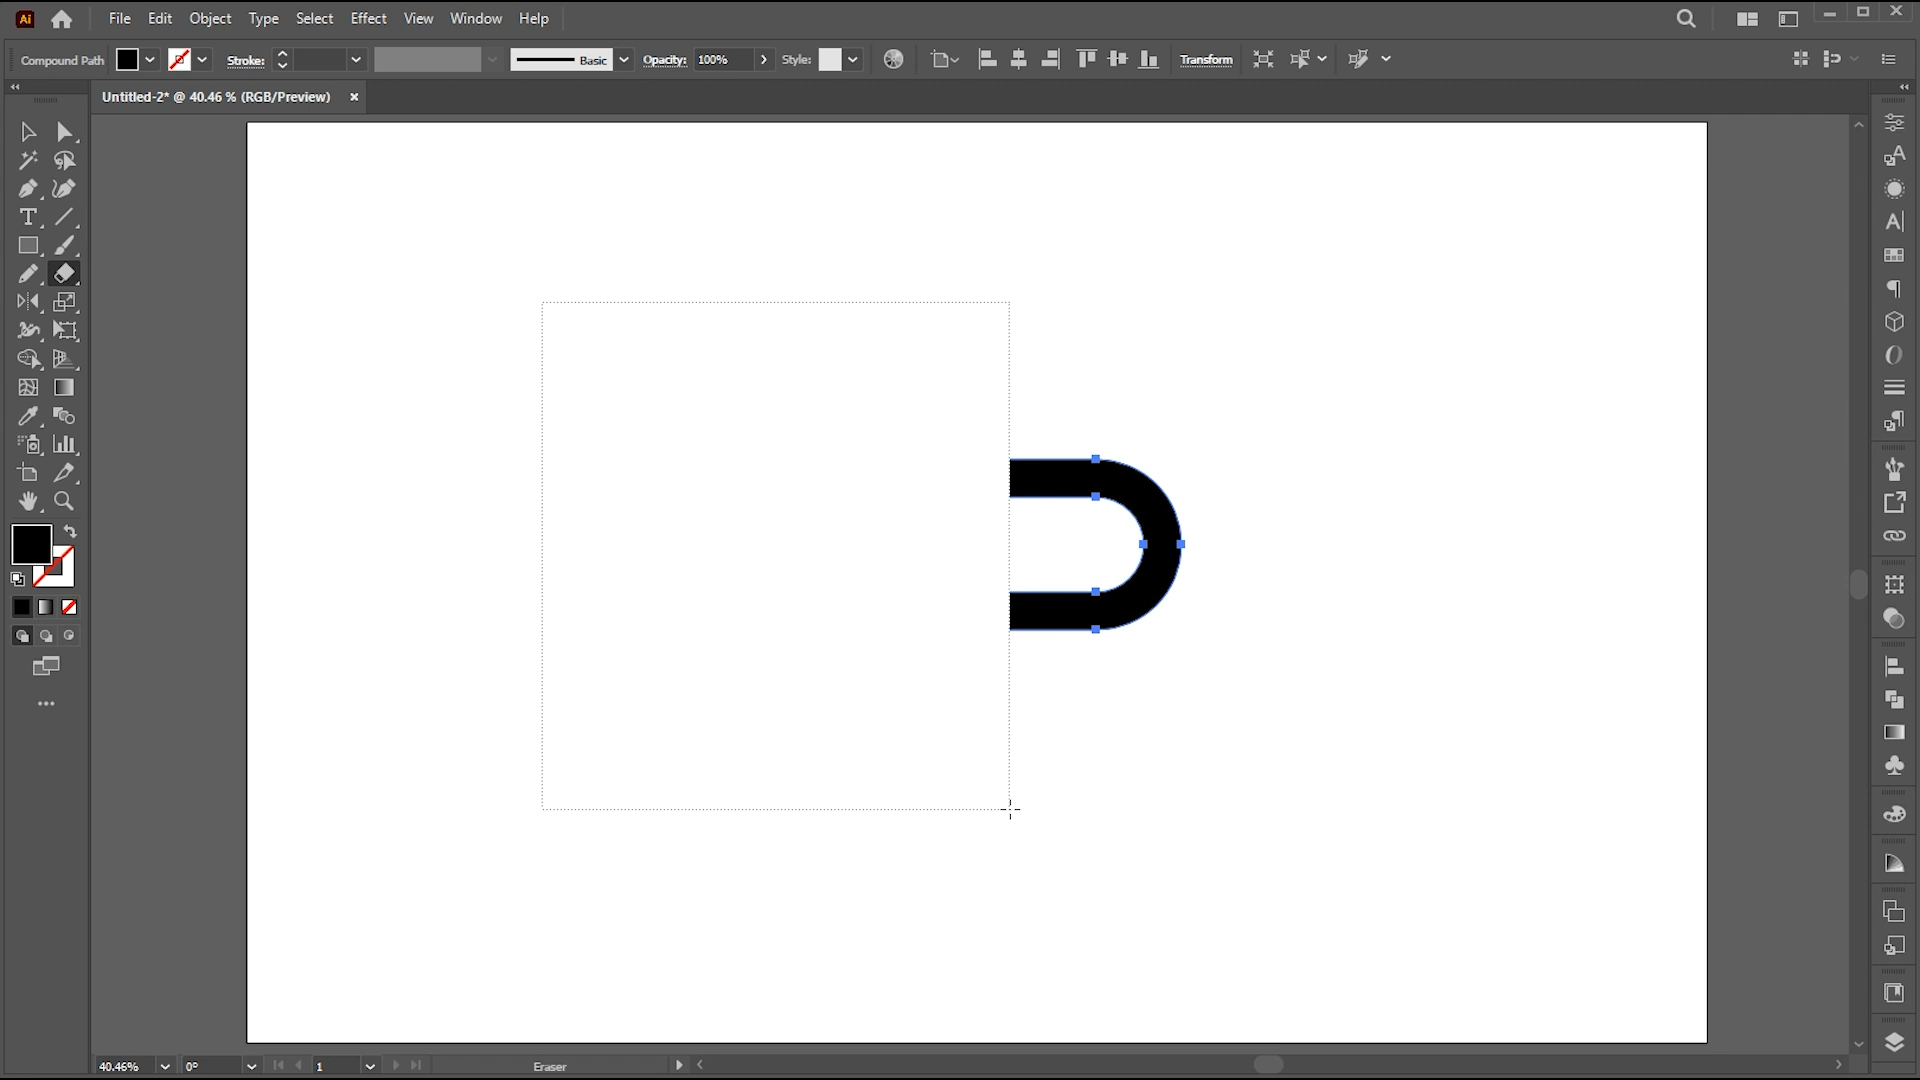 Ai File Edit Object Type Select Effect View Window Help
Compound Path Stroke: Basic Opacity: 100% Style: Transform
Untitled-2* @ 40.46 % (RGB/Preview)
40.46% 0° 1 Eraser